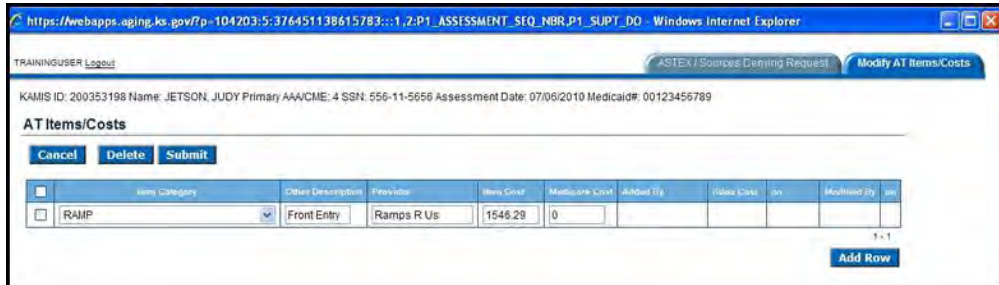 https://webapps.aging.ks.gov/?p=104203:5:376451138615783:::1,2:P1_ASSESSMENT_SEQ_NBR,P1_SUPT_DO - Windows Internet Explorer
TRAININGUSER Logout ASTEX / Sources Denying Request Modify AT Items/Costs
KAMIS ID: 200353198 Name: JETSON, JUDY Primary AAA/CME: 4 SSN: 556-11-5656 Assessment Date: 07/06/2010 Medicaid#: 00123456789
AT Items/Costs
Cancel Delete Submit
Item Category Other Description Provider Item Cost Medicare Cost Added By Cost on Modified By on
RAMP Front Entry Ramps R Us 1546.29 0
1 - 1
Add Row